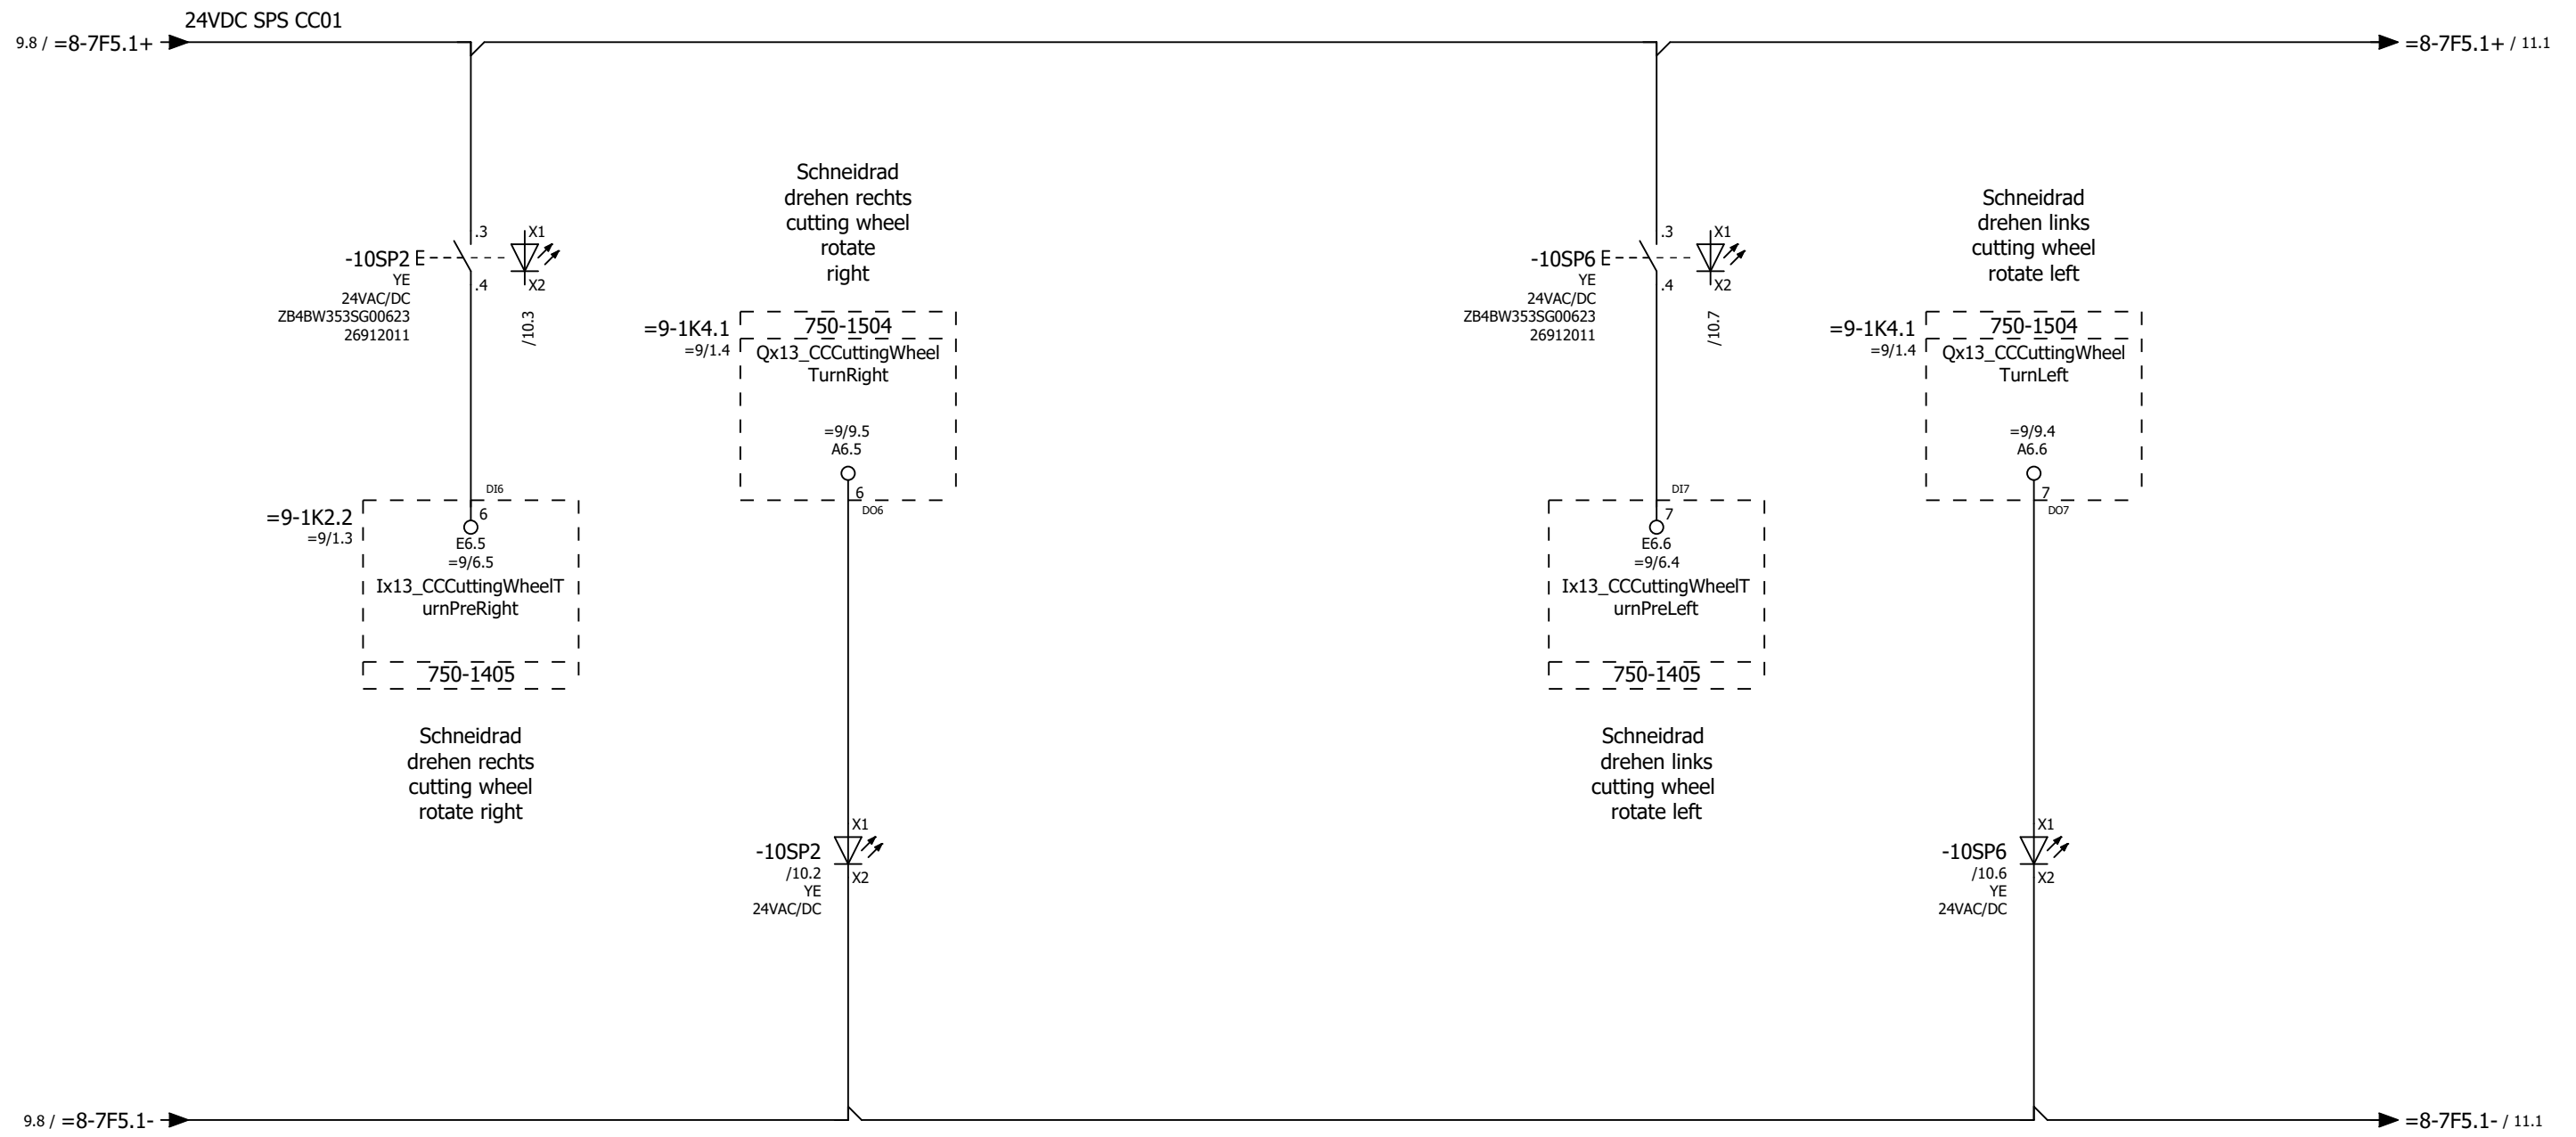 24VDC SPS CC01
9.8 / =8-7F5.1+
=8-7F5.1+ / 11.1
-10SP2
YE
24VAC/DC
ZB4BW353SG00623
26912011
.3
.4
X1
X2
/10.3
=9-1K2.2
=9/1.3
DI6
6
E6.5
=9/6.5
Ix13_CCCuttingWheelT
urnPreRight
750-1405
Schneidrad
drehen rechts
cutting wheel
rotate right
Schneidrad
drehen rechts
cutting wheel
rotate
right
=9-1K4.1
=9/1.4
750-1504
Qx13_CCCuttingWheel
TurnRight
=9/9.5
A6.5
6
DO6
-10SP2
/10.2
YE
24VAC/DC
X1
X2
-10SP6
YE
24VAC/DC
ZB4BW353SG00623
26912011
.3
.4
X1
X2
/10.7
DI7
7
E6.6
=9/6.4
Ix13_CCCuttingWheelT
urnPreLeft
750-1405
Schneidrad
drehen links
cutting wheel
rotate left
Schneidrad
drehen links
cutting wheel
rotate left
=9-1K4.1
=9/1.4
750-1504
Qx13_CCCuttingWheel
TurnLeft
=9/9.4
A6.6
7
DO7
-10SP6
/10.6
YE
24VAC/DC
X1
X2
9.8 / =8-7F5.1-
=8-7F5.1- / 11.1